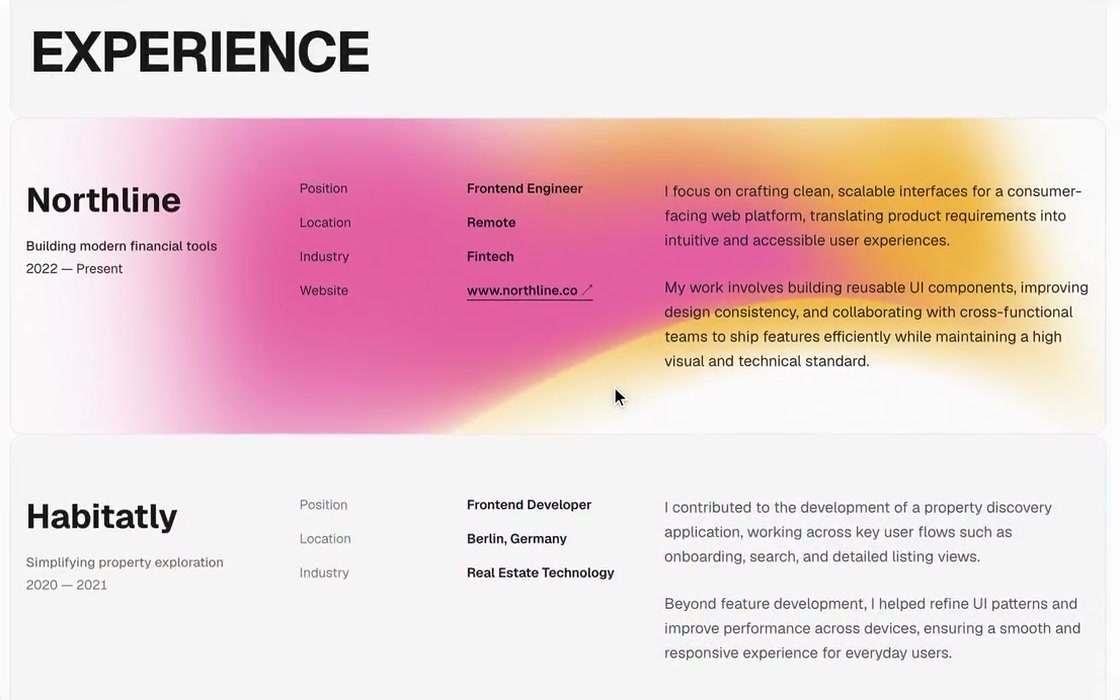 EXPERIENCE
Northline
Building modern financial tools
2022 — Present
Position
Frontend Engineer
Location
Remote
Industry
Fintech
Website
www.northline.co ↗
I focus on crafting clean, scalable interfaces for a consumer-
facing web platform, translating product requirements into
intuitive and accessible user experiences.
My work involves building reusable UI components, improving
design consistency, and collaborating with cross-functional
teams to ship features efficiently while maintaining a high
visual and technical standard.
Habitatly
Simplifying property exploration
2020 — 2021
Position
Frontend Developer
Location
Berlin, Germany
Industry
Real Estate Technology
I contributed to the development of a property discovery
application, working across key user flows such as
onboarding, search, and detailed listing views.
Beyond feature development, I helped refine UI patterns and
improve performance across devices, ensuring a smooth and
responsive experience for everyday users.